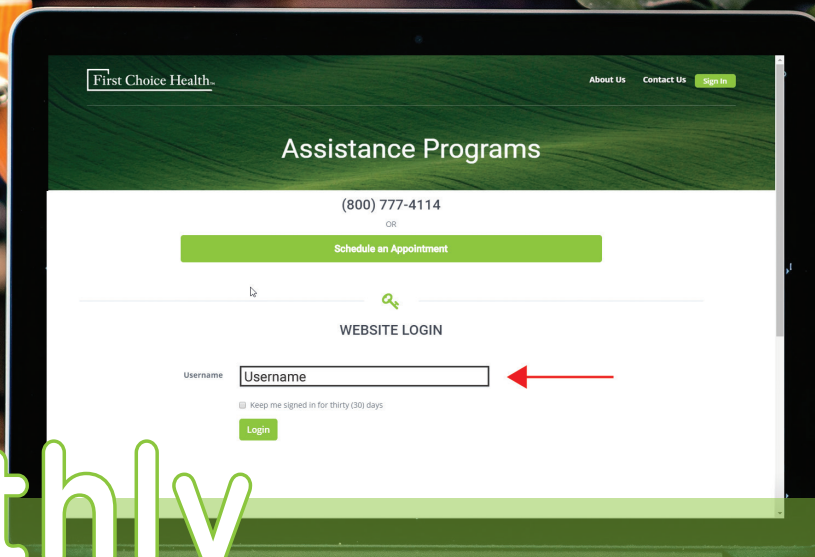 First Choice Health™
About Us Contact Us Sign In
Assistance Programs
(800) 777-4114
OR
Schedule an Appointment
WEBSITE LOGIN
Username Username
Keep me signed in for thirty (30) days
Login
thly